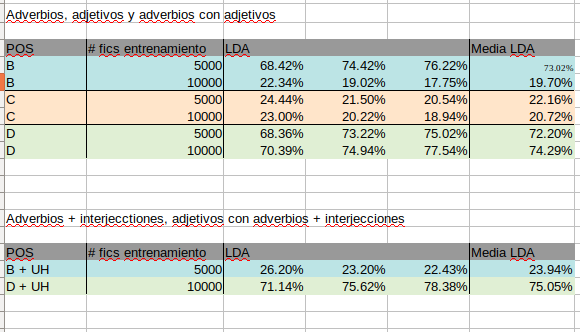 Adverbios, adjetivos y adverbios con adjetivos
POS # fics entrenamiento LDA Media LDA
B 5000 68.42% 74.42% 76.22% 73.02%
B 10000 22.34% 19.02% 17.75% 19.70%
C 5000 24.44% 21.50% 20.54% 22.16%
C 10000 23.00% 20.22% 18.94% 20.72%
D 5000 68.36% 73.22% 75.02% 72.20%
D 10000 70.39% 74.94% 77.54% 74.29%
Adverbios + interjecctiones, adjetivos con adverbios + interjecciones
POS # fics entrenamiento LDA Media LDA
B + UH 5000 26.20% 23.20% 22.43% 23.94%
D + UH 10000 71.14% 75.62% 78.38% 75.05%